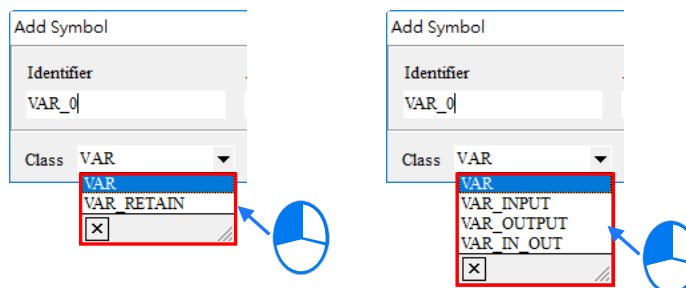 Add Symbol
Identifier
VAR_0
Class VAR
VAR
VAR_RETAIN
Add Symbol
Identifier
VAR_0
Class VAR
VAR
VAR_INPUT
VAR_OUTPUT
VAR_IN_OUT